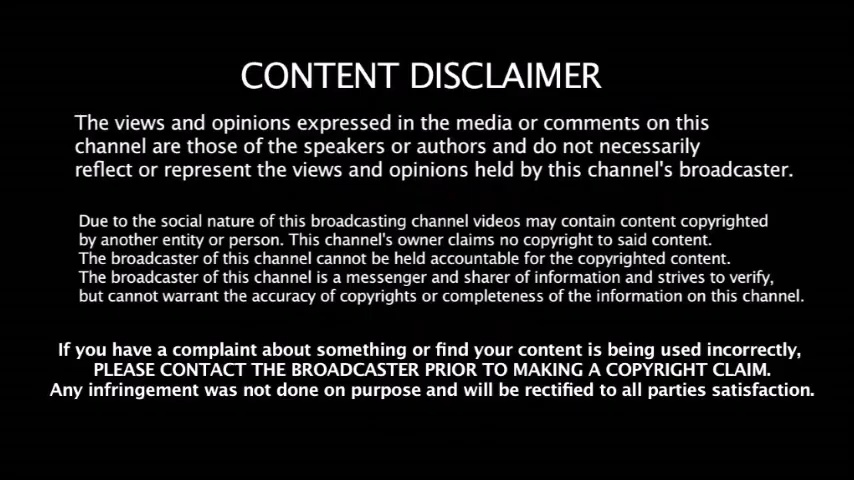 CONTENT DISCLAIMER
The views and opinions expressed in the media or comments on this
channel are those of the speakers or authors and do not necessarily
reflect or represent the views and opinions held by this channel's broadcaster.
Due to the social nature of this broadcasting channel videos may contain content copyrighted
by another entity or person. This channel's owner claims no copyright to said content.
The broadcaster of this channel cannot be held accountable for the copyrighted content.
The broadcaster of this channel is a messenger and sharer of information and strives to verify,
but cannot warrant the accuracy of copyrights or completeness of the information on this channel.
If you have a complaint about something or find your content is being used incorrectly,
PLEASE CONTACT THE BROADCASTER PRIOR TO MAKING A COPYRIGHT CLAIM.
Any infringement was not done on purpose and will be rectified to all parties satisfaction.